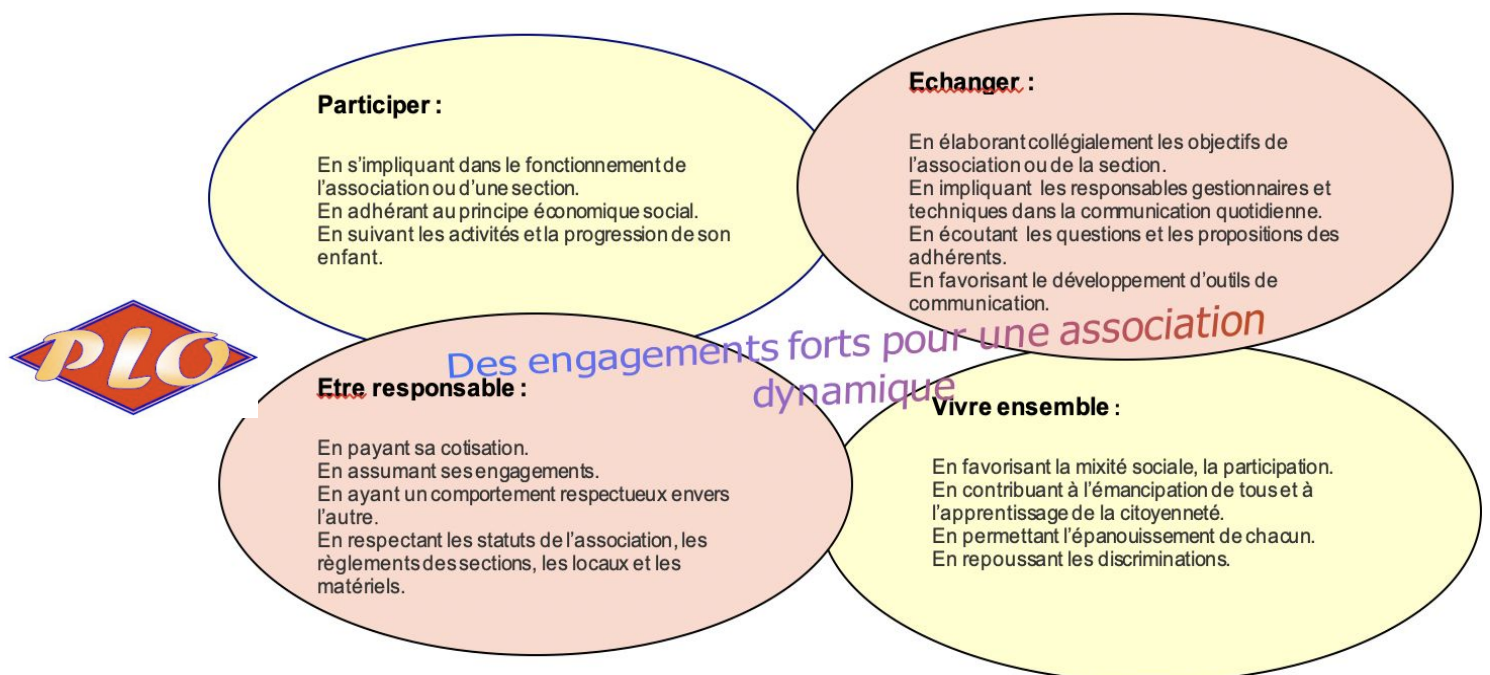 Participer :
En s'impliquant dans le fonctionnement de
l'association ou d'une section.
En adhérant au principe économique social.
En suivant les activités et la progression de son
enfant.
Echanger :
En élaborant collégialement les objectifs de
l'association ou de la section.
En impliquant les responsables gestionnaires et
techniques dans la communication quotidienne.
En écoutant les questions et les propositions des
adhérents.
En favorisant le développement d'outils de
communication.
PLO
Des engagements forts pour une association
dynamique
Etre responsable :
En payant sa cotisation.
En assumant ses engagements.
En ayant un comportement respectueux envers
l'autre.
En respectant les statuts de l'association, les
règlements des sections, les locaux et les
matériels.
Vivre ensemble :
En favorisant la mixité sociale, la participation.
En contribuant à l'émancipation de tous et à
l'apprentissage de la citoyenneté.
En permettant l'épanouissement de chacun.
En repoussant les discriminations.